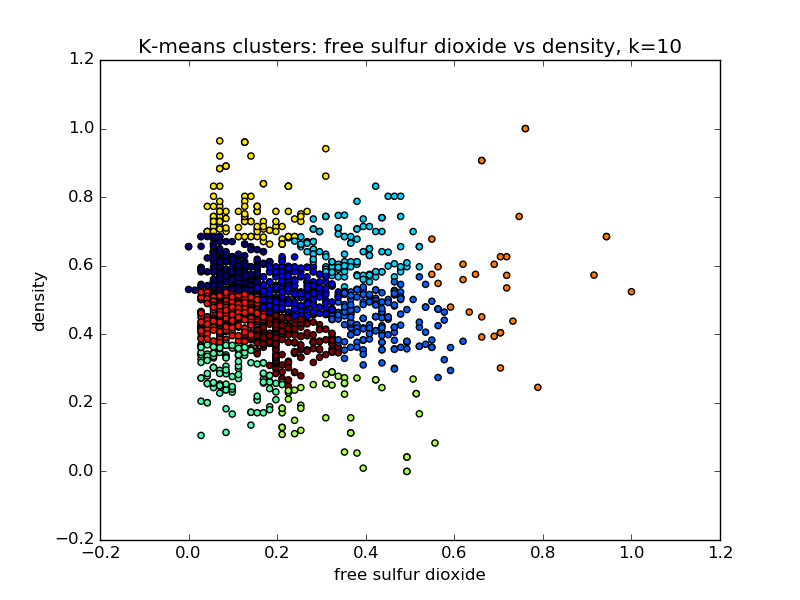 K-means clusters: free sulfur dioxide vs density, k=10
1.2
1.0
0.8
0.6
0.4
0.2
0.0
−0.2
density
−0.2 0.0 0.2 0.4 0.6 0.8 1.0 1.2
free sulfur dioxide